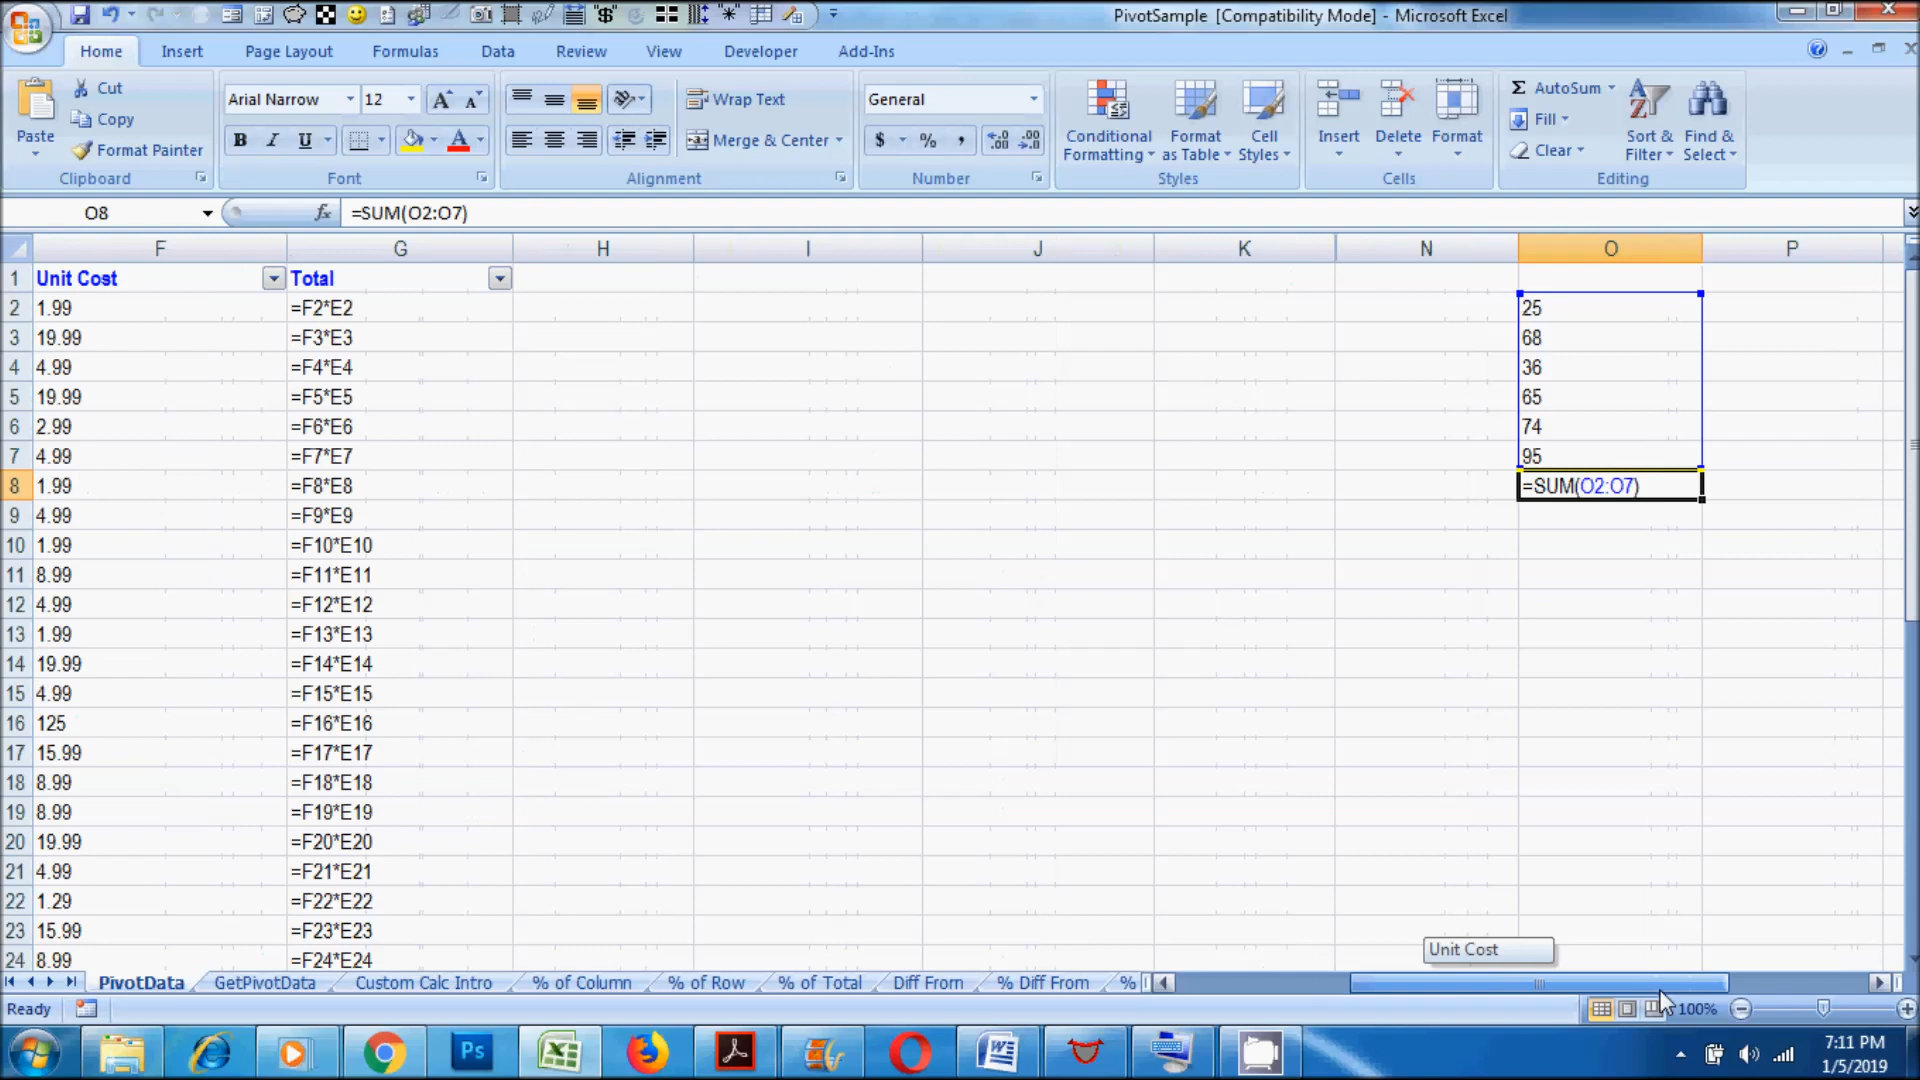 PivotSample [Compatibility Mode] - Microsoft Excel
Home Insert Page Layout Formulas Data Review View Developer Add-Ins
Paste Cut Copy Format Painter
Arial Narrow 12
B I U A A A
Wrap Text
Merge & Center
General
$ % , .0 .00 .00 .0
Conditional Formatting Format as Table Cell Styles
Insert Delete Format
Σ AutoSum
Fill
Clear
Sort & Filter Find & Select
Clipboard Font Alignment Number Styles Cells Editing
O8 fx =SUM(O2:O7)
F G H I J K N O P
1 Unit Cost Total
2 1.99 =F2*E2 25
3 19.99 =F3*E3 68
4 4.99 =F4*E4 36
5 19.99 =F5*E5 65
6 2.99 =F6*E6 74
7 4.99 =F7*E7 95
8 1.99 =F8*E8 =SUM(O2:O7)
9 4.99 =F9*E9
10 1.99 =F10*E10
11 8.99 =F11*E11
12 4.99 =F12*E12
13 1.99 =F13*E13
14 19.99 =F14*E14
15 4.99 =F15*E15
16 125 =F16*E16
17 15.99 =F17*E17
18 8.99 =F18*E18
19 8.99 =F19*E19
20 19.99 =F20*E20
21 4.99 =F21*E21
22 1.29 =F22*E22
23 15.99 =F23*E23
24 8.99 =F24*E24
Unit Cost
PivotData GetPivotData Custom Calc Intro % of Column % of Row % of Total Diff From % Diff From %
Ready 100%
Ps W
7:11 PM
1/5/2019